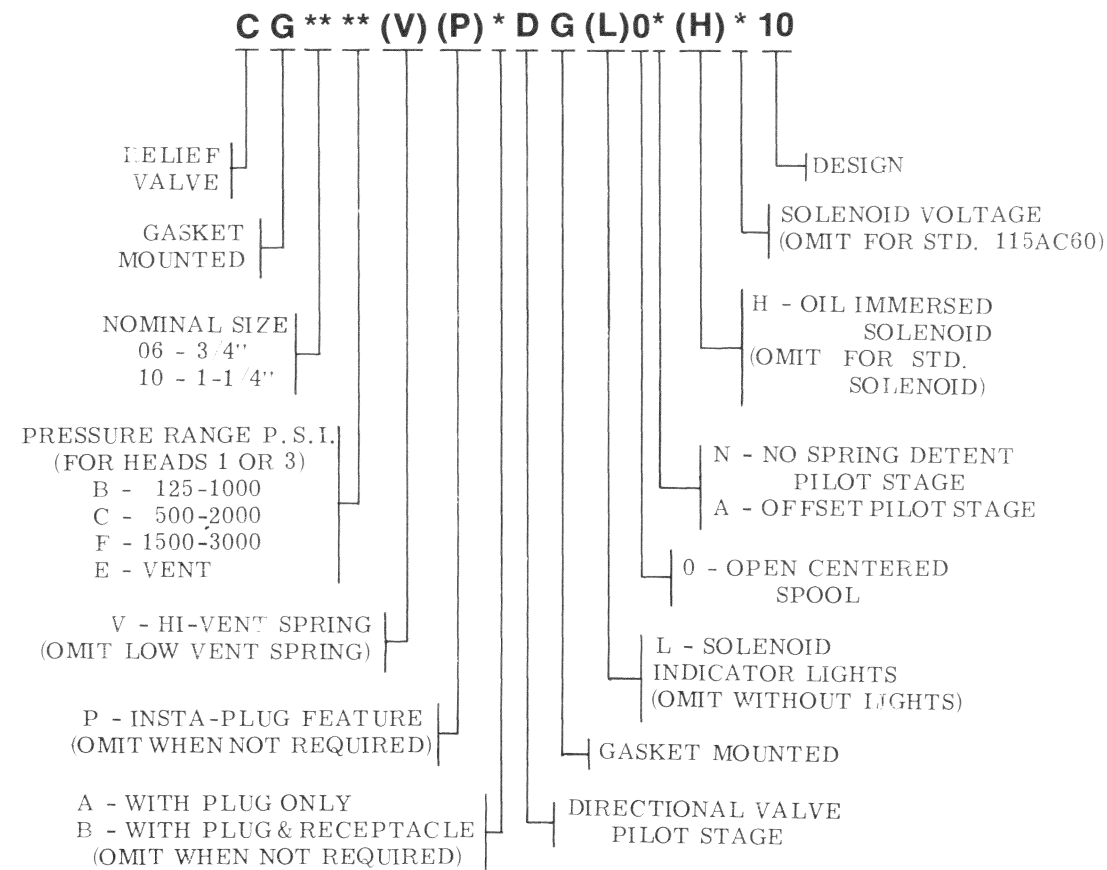 C G ** ** (V) (P) * D G (L) 0 * (H) * 10
RELIEF
VALVE
GASKET
MOUNTED
NOMINAL SIZE
06 - 3/4"
10 - 1-1/4"
PRESSURE RANGE P.S.I.
(FOR HEADS 1 OR 3)
B - 125-1000
C - 500-2000
F - 1500-3000
E - VENT
V - HI-VENT SPRING
(OMIT LOW VENT SPRING)
P - INSTA-PLUG FEATURE
(OMIT WHEN NOT REQUIRED)
A - WITH PLUG ONLY
B - WITH PLUG & RECEPTACLE
(OMIT WHEN NOT REQUIRED)
DESIGN
SOLENOID VOLTAGE
(OMIT FOR STD. 115AC60)
H - OIL IMMERSED
SOLENOID
(OMIT FOR STD.
SOLENOID)
N - NO SPRING DETENT
PILOT STAGE
A - OFFSET PILOT STAGE
0 - OPEN CENTERED
SPOOL
L - SOLENOID
INDICATOR LIGHTS
(OMIT WITHOUT LIGHTS)
GASKET MOUNTED
DIRECTIONAL VALVE
PILOT STAGE